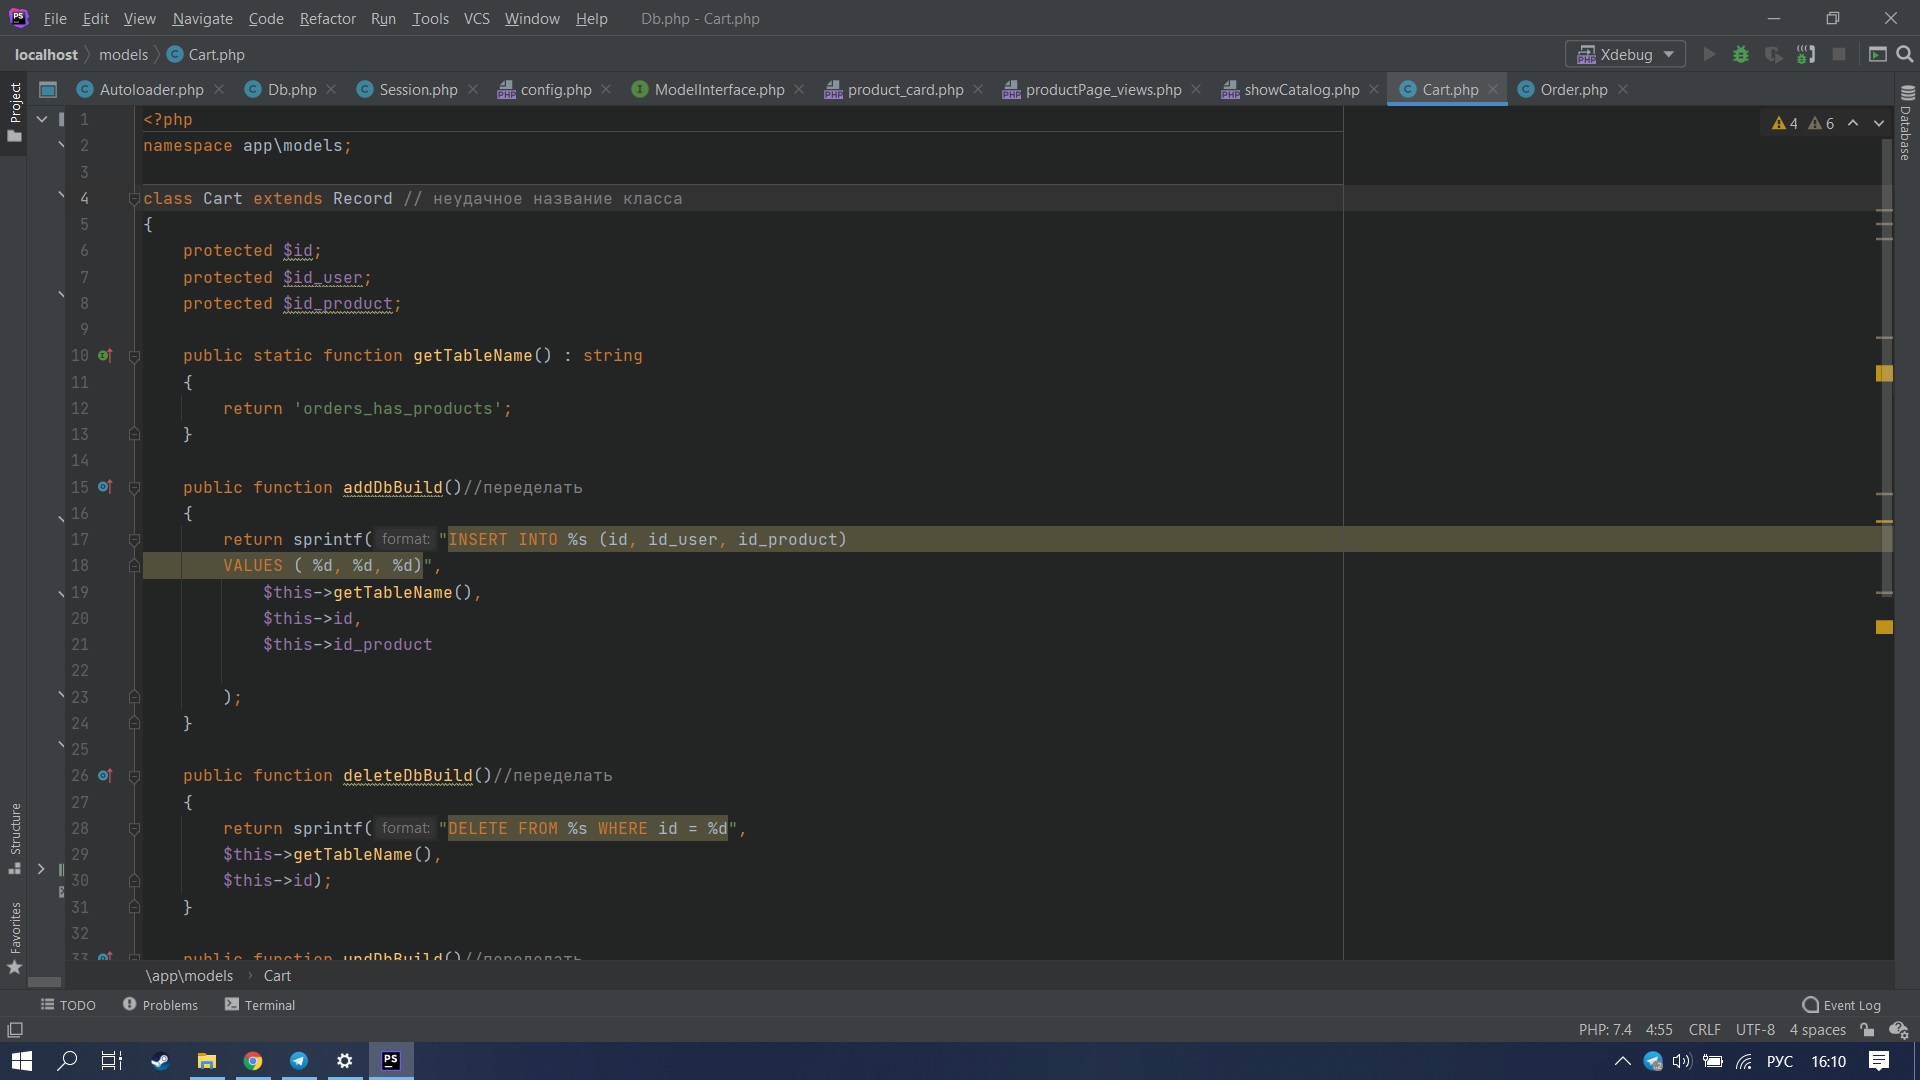 File Edit View Navigate Code Refactor Run Tools VCS Window Help Db.php - Cart.php
localhost models Cart.php Xdebug
Autoloader.php Db.php Session.php config.php ModelInterface.php product_card.php productPage_views.php showCatalog.php Cart.php Order.php
Project
Database
4 6
1 <?php
2 namespace app\models;
3
4 class Cart extends Record // неудачное название класса
5 {
6 protected $id;
7 protected $id_user;
8 protected $id_product;
9
10 public static function getTableName() : string
11 {
12 return 'orders_has_products';
13 }
14
15 public function addDbBuild()//переделать
16 {
17 return sprintf( format: "INSERT INTO %s (id, id_user, id_product)
18 VALUES ( %d, %d, %d)",
19 $this->getTableName(),
20 $this->id,
21 $this->id_product
22
23 );
24 }
25
26 public function deleteDbBuild()//переделать
27 {
28 return sprintf( format: "DELETE FROM %s WHERE id = %d",
29 $this->getTableName(),
30 $this->id);
31 }
32
33 public function updDbBuild()//переделать
Structure
Favorites
\app\models Cart
TODO Problems Terminal Event Log
PHP: 7.4 4:55 CRLF UTF-8 4 spaces
PS РУС 16:10